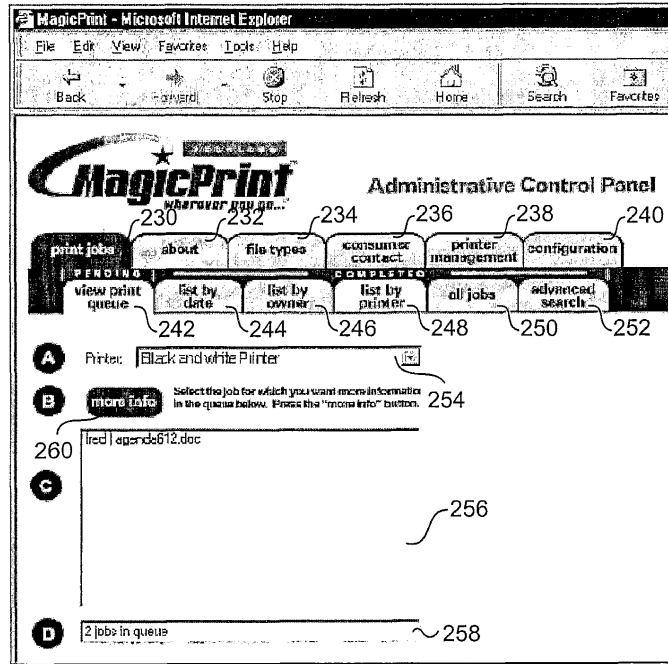 MagicPrint - Microsoft Internet Explorer
File Edit View Favorites Tools Help
Back Forward Stop Refresh Home Search Favorites
MagicPrint
wherever you go...
Administrative Control Panel
230 232 234 236 238 240
print jobs about file types consumer contact printer management configuration
PENDING COMPLETED
view print queue list by date list by owner list by printer all jobs advanced search
242 244 246 248 250 252
A Printer: Black and white Printer
254
B more info Select the job for which you want more informatio
in the queue below. Press the "more info" button.
260
fred | agenda612.doc
C
256
D 2 jobs in queue 258